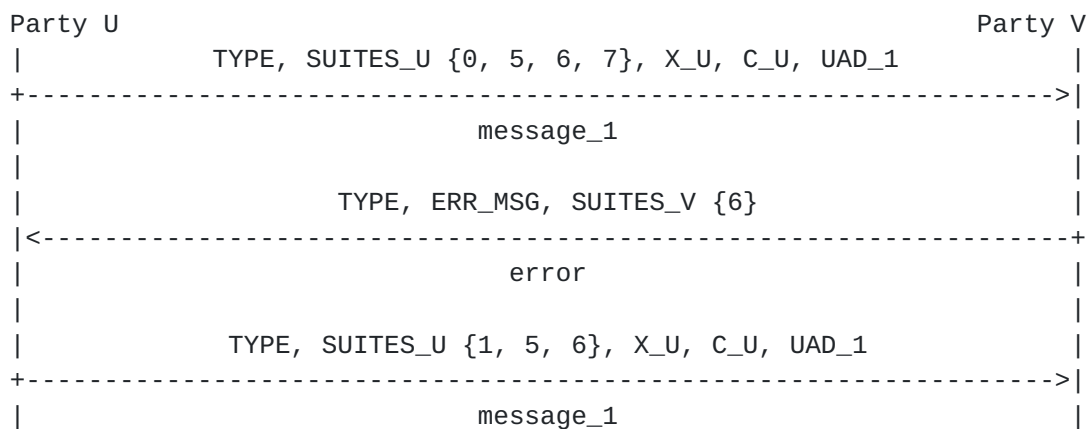 Party U                                                       Party V
|            TYPE, SUITES_U {0, 5, 6, 7}, X_U, C_U, UAD_1           |
+------------------------------------------------------------------>|
|                             message_1                             |
|                                                                   |
|                    TYPE, ERR_MSG, SUITES_V {6}                    |
|<------------------------------------------------------------------+
|                               error                               |
|                                                                   |
|             TYPE, SUITES_U {1, 5, 6}, X_U, C_U, UAD_1             |
+------------------------------------------------------------------>|
|                             message_1                             |